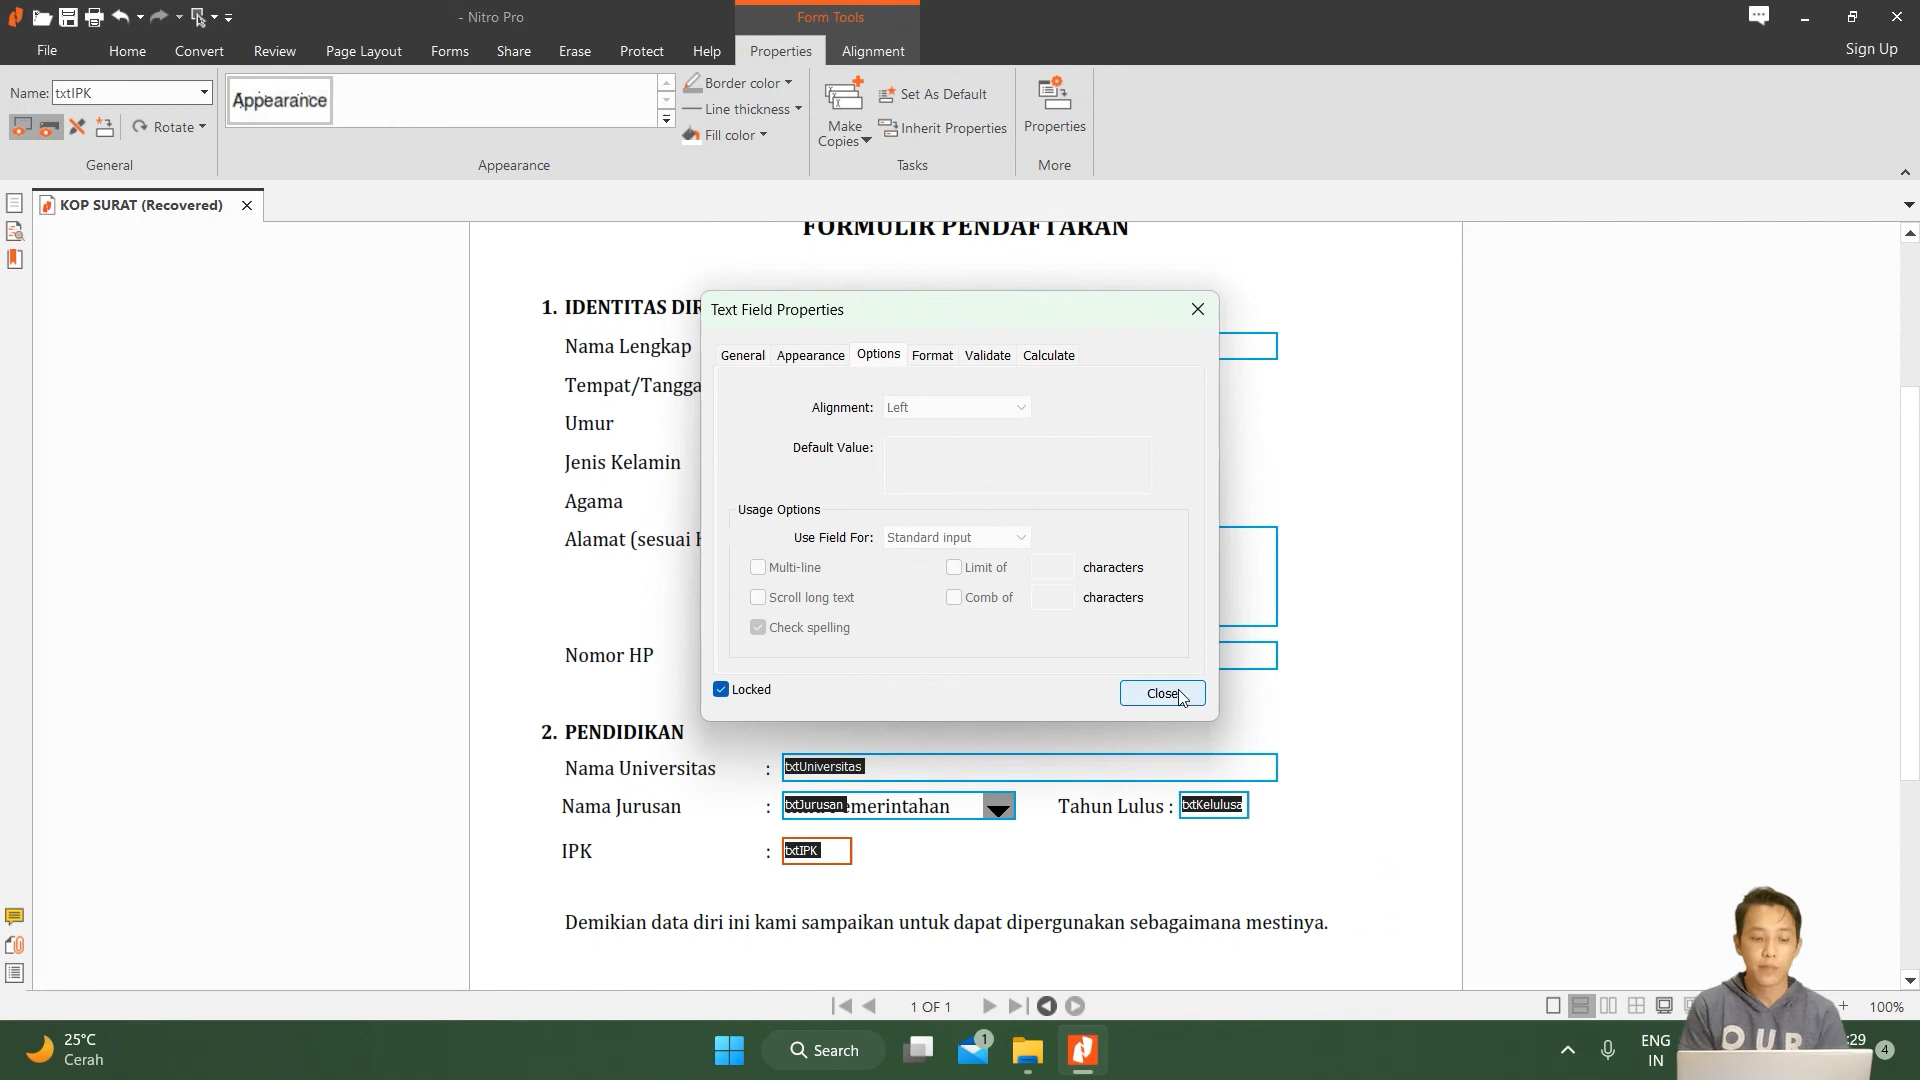 - Nitro Pro
Form Tools
File
Home
Convert
Review
Page Layout
Forms
Share
Erase
Protect
Help
Properties
Alignment
Sign Up
Name: txtIPK
Rotate
General
Appearance
Border color
Line thickness
Fill color
Appearance
Make
Copies
Set As Default
Inherit Properties
Tasks
Properties
More
KOP SURAT (Recovered)
FORMULIR PENDAFTARAN
1. IDENTITAS DIR
Nama Lengkap
Tempat/Tangga
Umur
Jenis Kelamin
Agama
Alamat (sesuai
Nomor HP
Text Field Properties
General
Appearance
Options
Format
Validate
Calculate
Alignment: Left
Default Value:
Usage Options
Use Field For: Standard input
Multi-line
Limit of
characters
Scroll long text
Comb of
characters
Check spelling
Locked
Close
2. PENDIDIKAN
Nama Universitas : txtUniversitas
Nama Jurusan : txtJurusan emerintahan Tahun Lulus : txtKelulusa
IPK : txtIPK
Demikian data diri ini kami sampaikan untuk dapat dipergunakan sebagaimana mestinya.
1 OF 1
100%
25°C
Cerah
Search
1
ENG
IN
:29
4
OUR